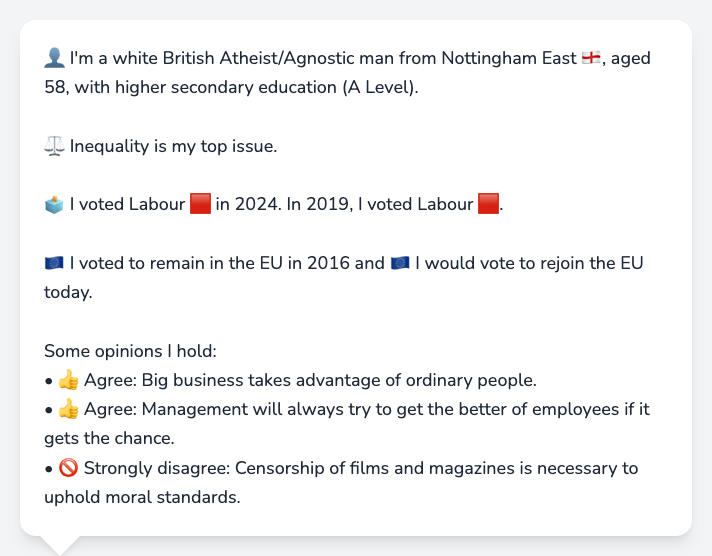 👤 I'm a white British Atheist/Agnostic man from Nottingham East 🏴󠁧󠁢󠁥󠁮󠁧󠁿, aged
58, with higher secondary education (A Level).
⚖️ Inequality is my top issue.
🗳️ I voted Labour 🟥 in 2024. In 2019, I voted Labour 🟥.
🇪🇺 I voted to remain in the EU in 2016 and 🇪🇺 I would vote to rejoin the EU
today.
Some opinions I hold:
• 👍 Agree: Big business takes advantage of ordinary people.
• 👍 Agree: Management will always try to get the better of employees if it
gets the chance.
• 🚫 Strongly disagree: Censorship of films and magazines is necessary to
uphold moral standards.